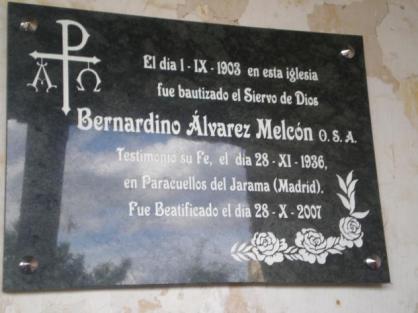 El día 1 - IX - 1903 en esta iglesia
fue bautizado el Siervo de Dios
Bernardino Álvarez Melcón O. S. A.
Testimonio su Fe, el día 28 - XI - 1936,
en Paracuellos del Jarama (Madrid).
Fue Beatificado el día 28 - X - 2007